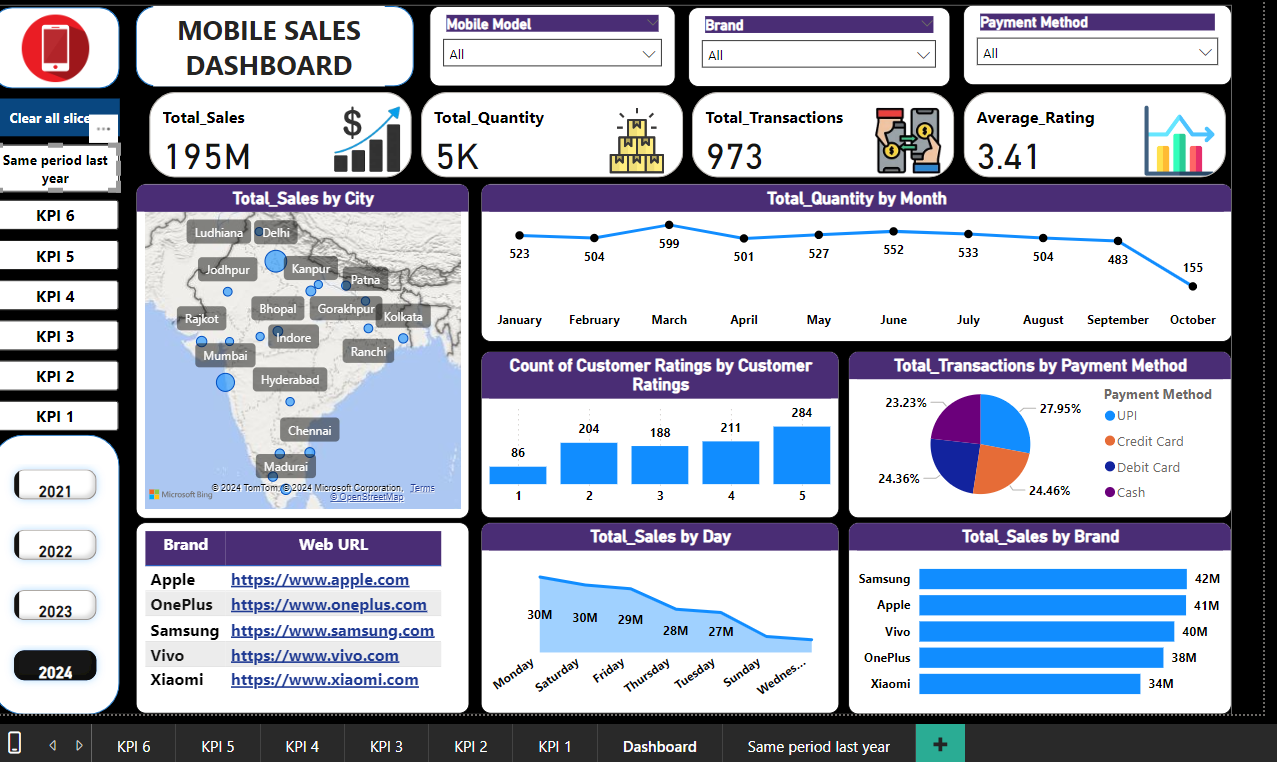 MOBILE SALES
DASHBOARD
Mobile Model
All
Brand
All
Payment Method
All
Clear all slice
...
Same period last
year
KPI 6
KPI 5
KPI 4
KPI 3
KPI 2
KPI 1
2021
2022
2023
2024
Total_Sales
195M
$
Total_Quantity
5K
Total_Transactions
973
Average_Rating
3.41
Total_Sales by City
Ludhiana
Delhi
Jodhpur
Kanpur
Patna
Bhopal
Gorakhpur
Rajkot
Kolkata
Indore
Mumbai
Ranchi
Hyderabad
Chennai
Madurai
Microsoft Bing
© 2024 TomTom, © 2024 Microsoft Corporation, Terms
© OpenStreetMap
Total_Quantity by Month
523 504 599 501 527 552 533 504 483 155
January February March April May June July August September October
Count of Customer Ratings by Customer
Ratings
86 204 188 211 284
1 2 3 4 5
Total_Transactions by Payment Method
23.23%
27.95%
24.36%
24.46%
Payment Method
UPI
Credit Card
Debit Card
Cash
Brand Web URL
Apple https://www.apple.com
OnePlus https://www.oneplus.com
Samsung https://www.samsung.com
Vivo https://www.vivo.com
Xiaomi https://www.xiaomi.com
Total_Sales by Day
30M 30M 29M 28M 27M
Monday Saturday Friday Thursday Tuesday Sunday Wednes...
Total_Sales by Brand
Samsung 42M
Apple 41M
Vivo 40M
OnePlus 38M
Xiaomi 34M
KPI 6 KPI 5 KPI 4 KPI 3 KPI 2 KPI 1 Dashboard Same period last year +